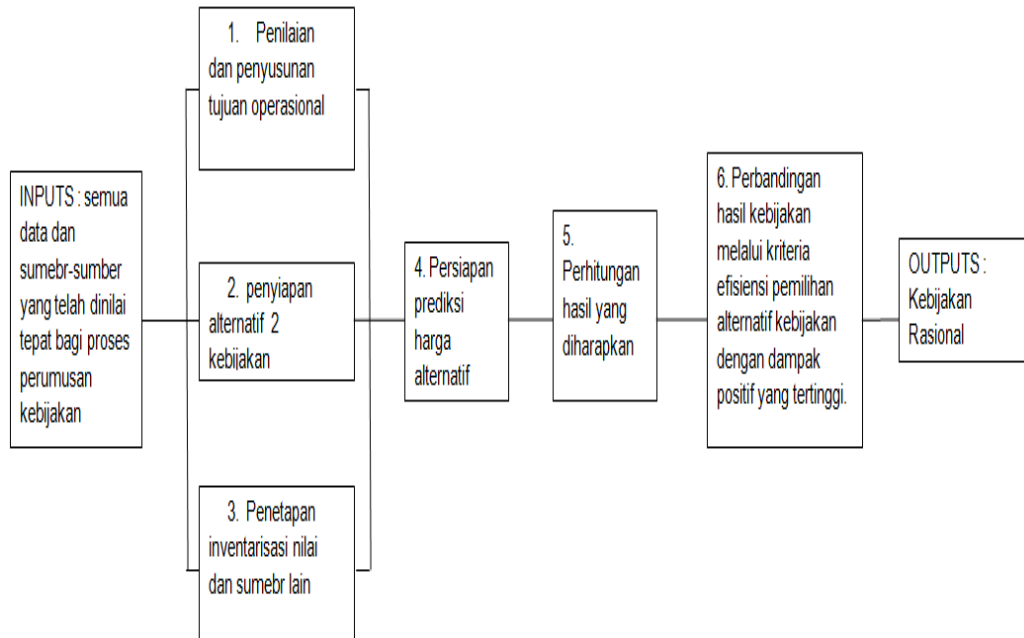 INPUTS : semua
data dan
sumebr-sumber
yang telah dinilai
tepat bagi proses
perumusan
kebijakan
1. Penilaian
dan penyusunan
tujuan operasional
2. penyiapan
alternatif 2
kebijakan
3. Penetapan
inventarisasi nilai
dan sumebr lain
4. Persiapan
prediksi
harga
alternatif
5.
Perhitungan
hasil yang
diharapkan
6. Perbandingan
hasil kebijakan
melalui kriteria
efisiensi pemilihan
alternatif kebijakan
dengan dampak
positif yang tertinggi.
OUTPUTS :
Kebijakan
Rasional